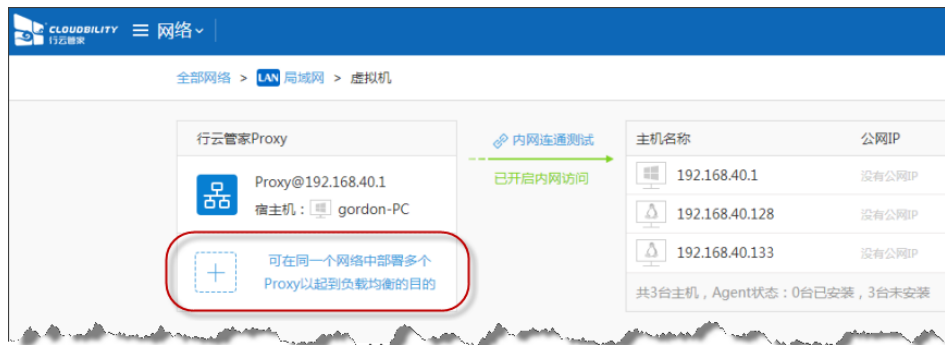 CLOUDBILITY
行云管家
网络
全部网络 > LAN 局域网 > 虚拟机
行云管家Proxy
Proxy@192.168.40.1
宿主机：gordon-PC
可在同一个网络中部署多个
Proxy以起到负载均衡的目的
内网连通测试
已开启内网访问
主机名称 公网IP
192.168.40.1 没有公网IP
192.168.40.128 没有公网IP
192.168.40.133 没有公网IP
共3台主机，Agent状态：0台已安装，3台未安装